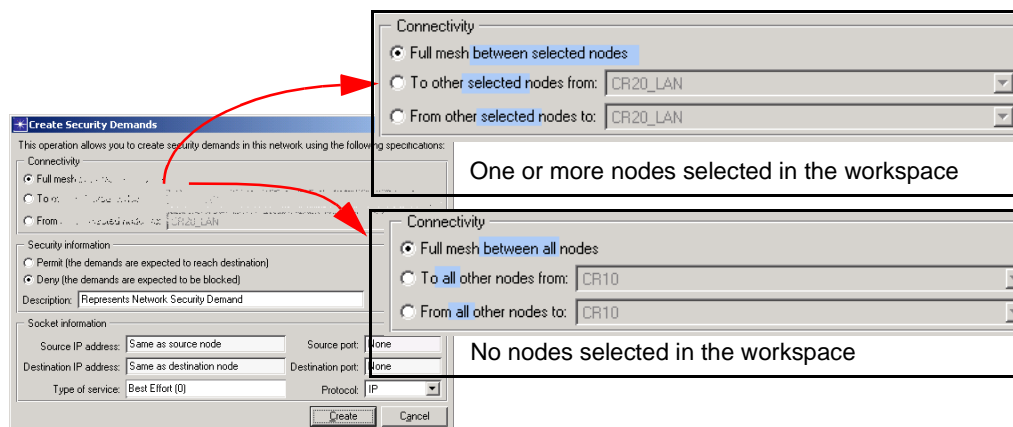 Connectivity
Full mesh between selected nodes
To other selected nodes from: CR20_LAN
From other selected nodes to: CR20_LAN
One or more nodes selected in the workspace
Create Security Demands
This operation allows you to create security demands in this network using the following specifications:
Connectivity
Full mesh
To
From CR20_LAN
Connectivity
Full mesh between all nodes
To all other nodes from: CR10
From all other nodes to: CR10
No nodes selected in the workspace
Security information
Permit (the demands are expected to reach destination)
Deny (the demands are expected to be blocked)
Description: Represents Network Security Demand
Socket information
Source IP address: Same as source node Source port: None
Destination IP address: Same as destination node Destination port: None
Type of service: Best Effort (0) Protocol: IP
Create Cancel